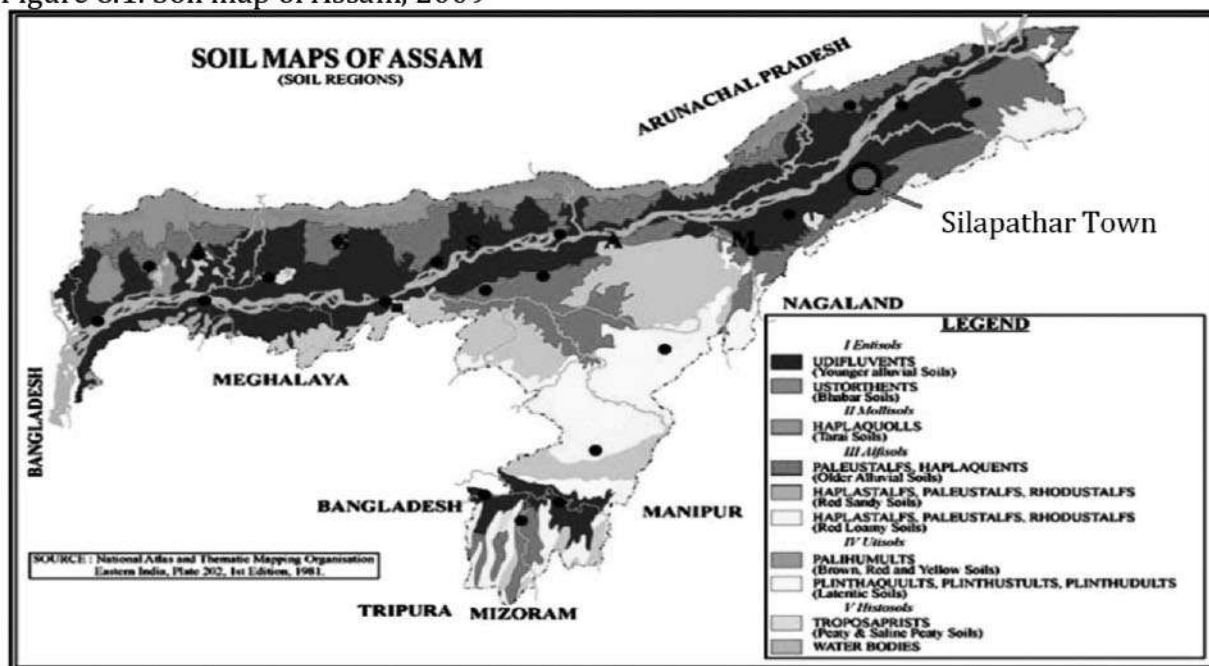 Figure 8.1: Soil map of Assam, 2009
SOIL MAPS OF ASSAM
(SOIL REGIONS)
ARUNACHAL PRADESH
S
A
M
Silapathar Town
NAGALAND
MEGHALAYA
BANGLADESH
BANGLADESH
MANIPUR
TRIPURA
MIZORAM
SOURCE : National Atlas and Thematic Mapping Organisation
Eastern India, Plate 202, 1st Edition, 1981.
LEGEND
I Entisols
UDIFLUVENTS
(Younger alluvial Soils)
USTORTHENTS
(Bhabar Soils)
II Mollisols
HAPLAQUOLLS
(Tarai Soils)
III Alfisols
PALEUSTALFS, HAPLAQUENTS
(Older Alluvial Soils)
HAPLASTALFS, PALEUSTALFS, RHODUSTALFS
(Red Sandy Soils)
HAPLASTALFS, PALEUSTALFS, RHODUSTALFS
(Red Loamy Soils)
IV Utisols
PALIHUMULTS
(Brown, Red and Yellow Soils)
PLINTHAQUULTS, PLINTHUSTULTS, PLINTHUDULTS
(Lateritic Soils)
V Histosols
TROPOSAPRISTS
(Peaty & Saline Peaty Soils)
WATER BODIES